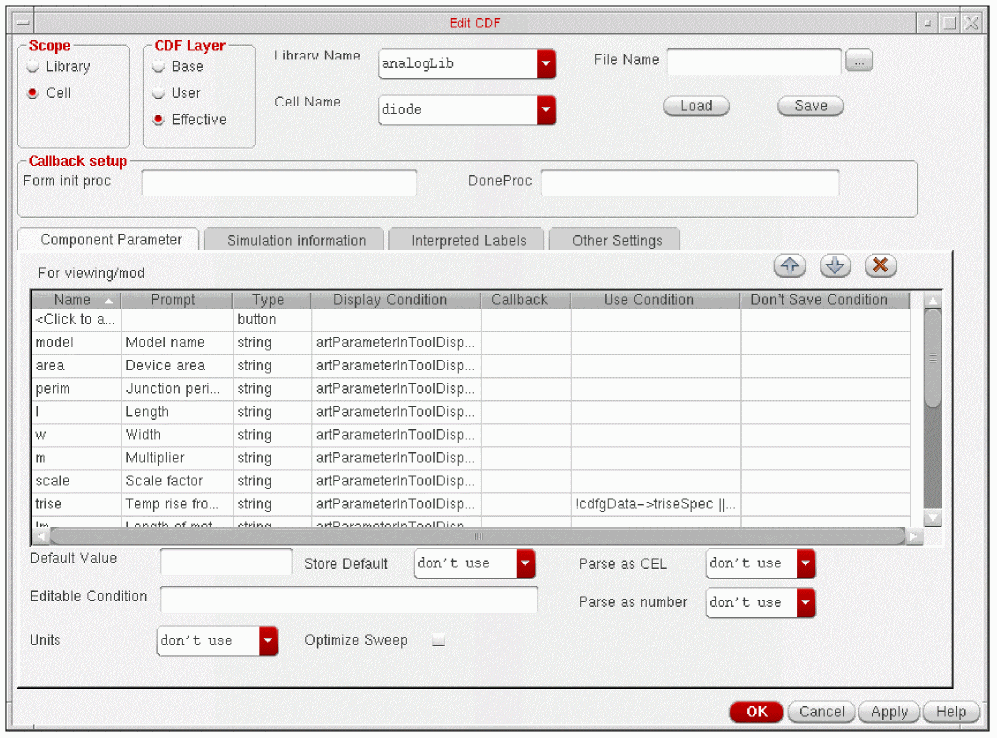 Edit CDF
Scope
Library
Cell
CDF Layer
Base
User
Effective
Library Name
analogLib
Cell Name
diode
File Name
...
Load
Save
Callback setup
Form init proc
DoneProc
Component Parameter
Simulation information
Interpreted Labels
Other Settings
For viewing/mod
Name Prompt Type Display Condition Callback Use Condition Don't Save Condition
<Click to a... button
model Model name string artParameterInToolDisp...
area Device area string artParameterInToolDisp...
perim Junction peri... string artParameterInToolDisp...
l Length string artParameterInToolDisp...
w Width string artParameterInToolDisp...
m Multiplier string artParameterInToolDisp...
scale Scale factor string artParameterInToolDisp...
trise Temp rise fro... string artParameterInToolDisp... !cdfgData->triseSpec ||...
lm Length of met string artParameterInToolDisp
Default Value
Store Default don't use
Parse as CEL don't use
Editable Condition
Parse as number don't use
Units don't use
Optimize Sweep
OK
Cancel
Apply
Help